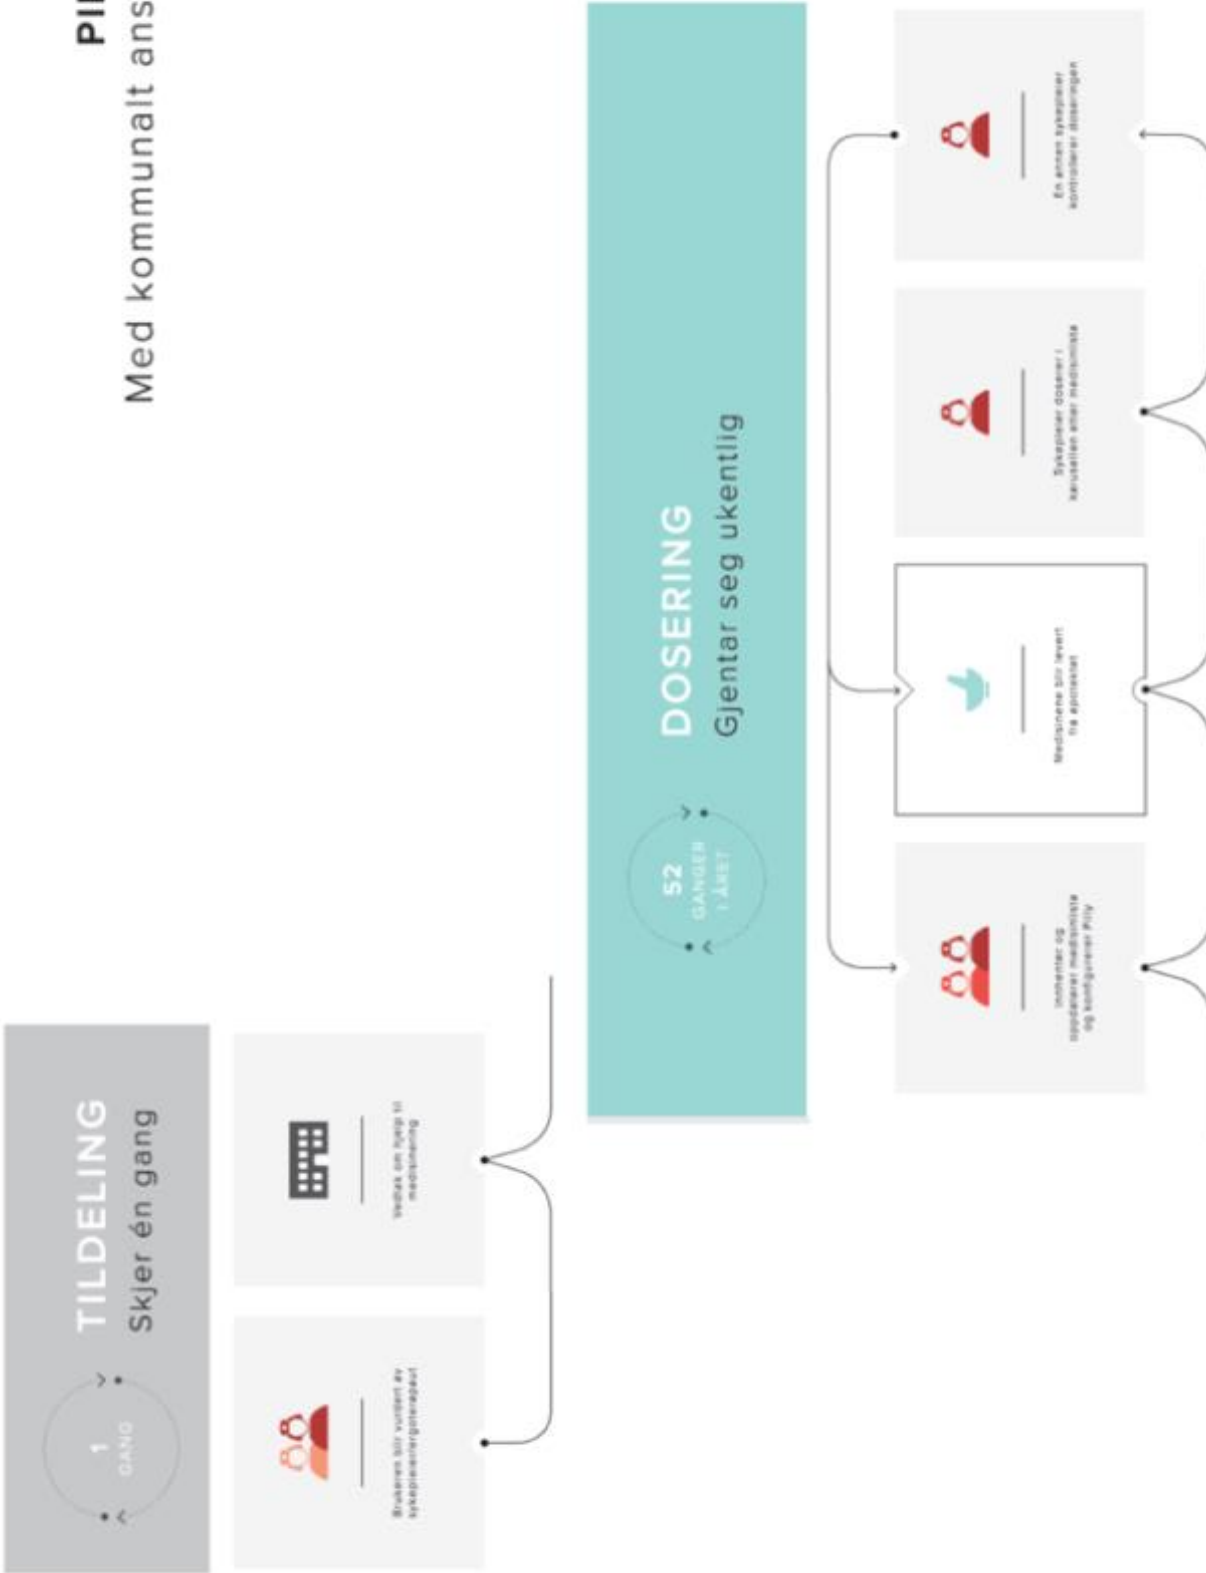 PI
Med kommunalt ans
TILDELING
Skjer én gang
1
GANG
Brukeren blir vurdert av
sykepleier/ergoterapeut
Vedtak om hjelp til
medisinering
DOSERING
Gjentar seg ukentlig
52
GANGER
I ÅRET
Innhenter og
oppdaterer medisinliste
og konfigurerer Pilly
Medisinene blir levert
fra apoteket
Sykepleier doserer i
karusellen etter medisinliste
En annen sykepleier
kontrollerer doseringen